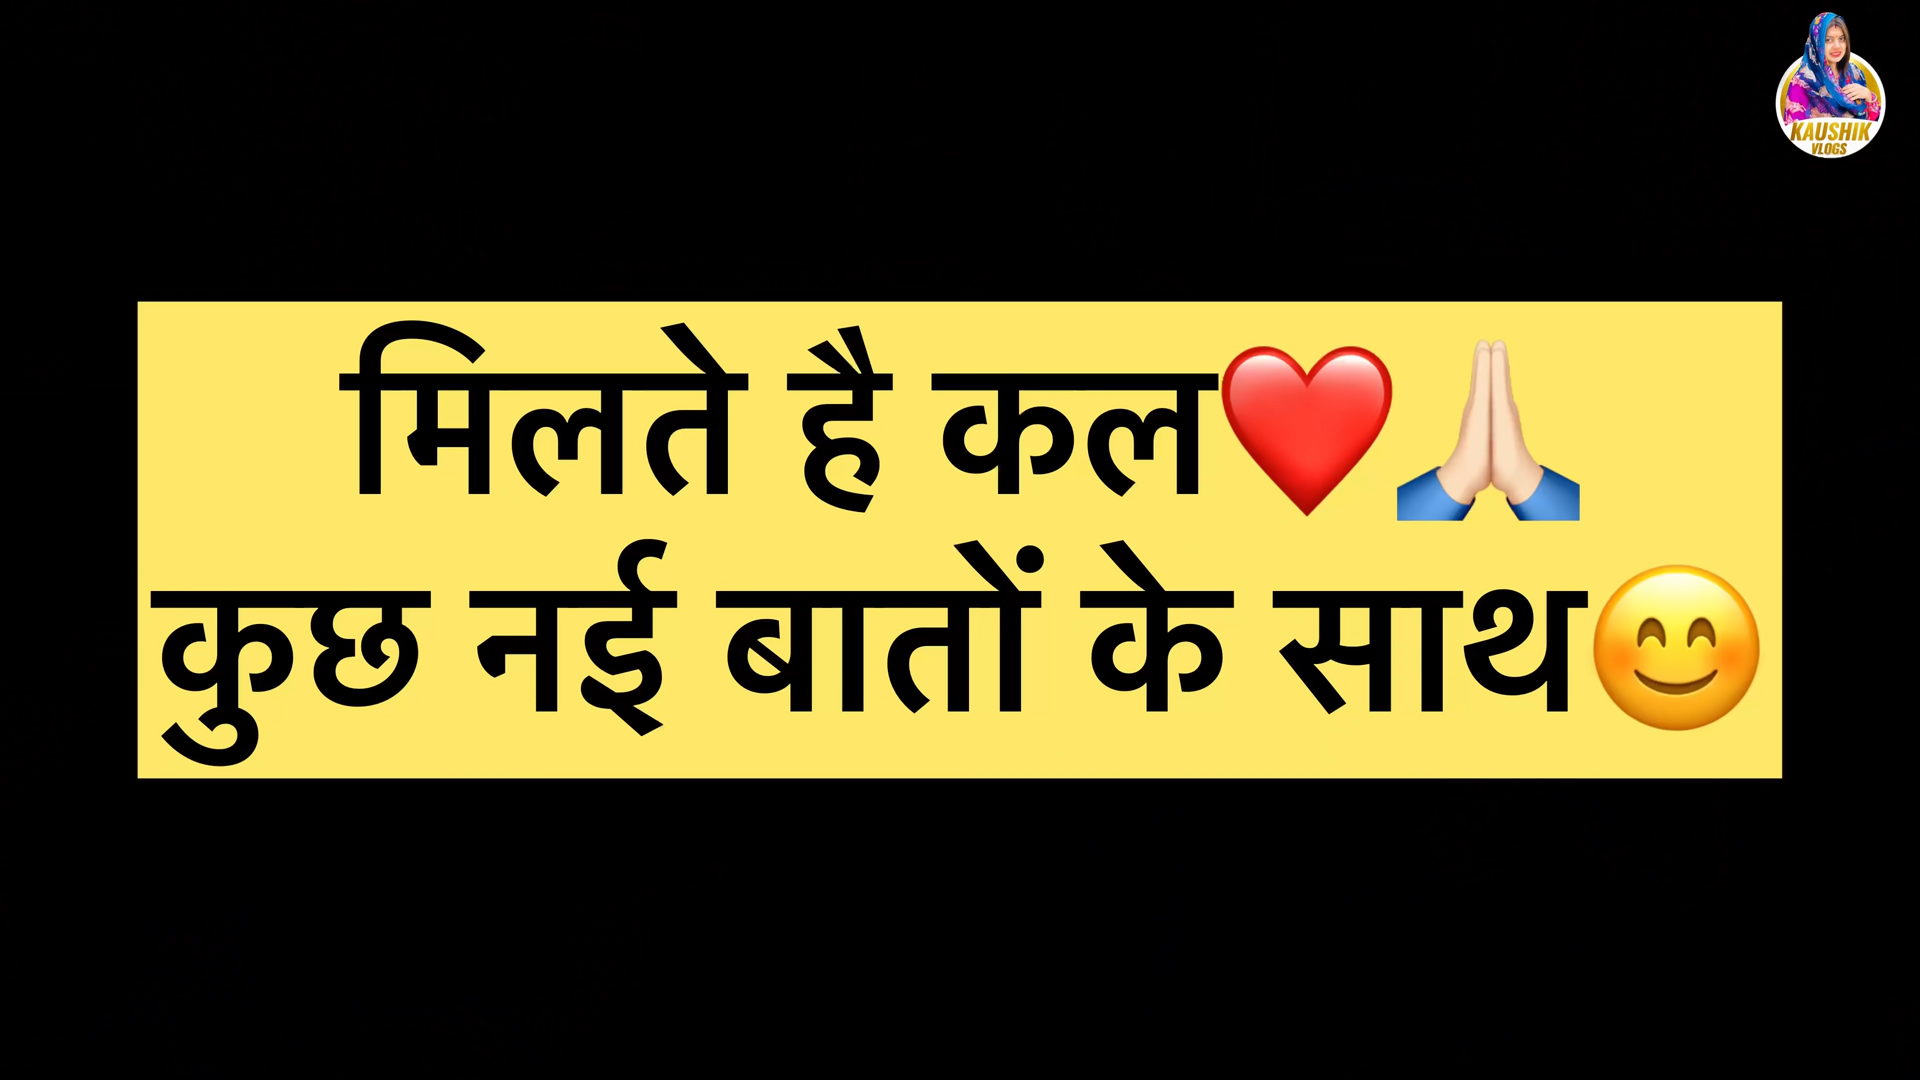 KAUSHIK
VLOGS
मिलते है कल❤️🙏🏻
कुछ नई बातों के साथ😊